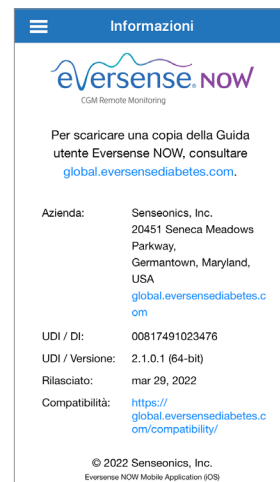 Informazioni
eversense. NOW
CGM Remote Monitoring
Per scaricare una copia della Guida
utente Eversense NOW, consultare
global.eversensediabetes.com.
Azienda: Senseonics, Inc.
20451 Seneca Meadows
Parkway,
Germantown, Maryland,
USA
global.eversensediabetes.c
om
UDI / DI: 00817491023476
UDI / Versione: 2.1.0.1 (64-bit)
Rilasciato: mar 29, 2022
Compatibilità: https://
global.eversensediabetes.c
om/compatibility/
© 2022 Senseonics, Inc.
Eversense NOW Mobile Application (iOS)